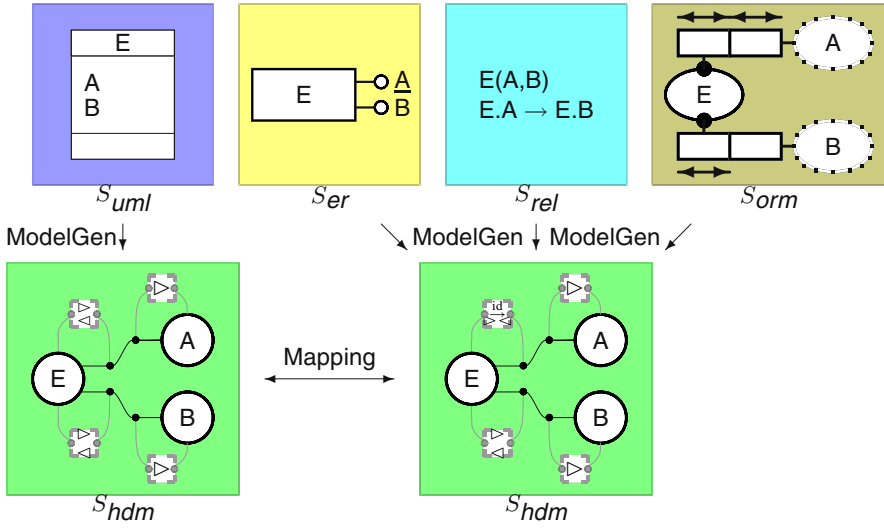 E
A
B
E
A
B
E(A,B)
E.A → E.B
A
E
B
S_uml
S_er
S_rel
S_orm
ModelGen
ModelGen
ModelGen
▷
▷
◁
A
E
B
▷
◁
▷
Mapping
id
→
▷
▷ ◁
A
E
B
▷
◁
▷
S_hdm
S_hdm